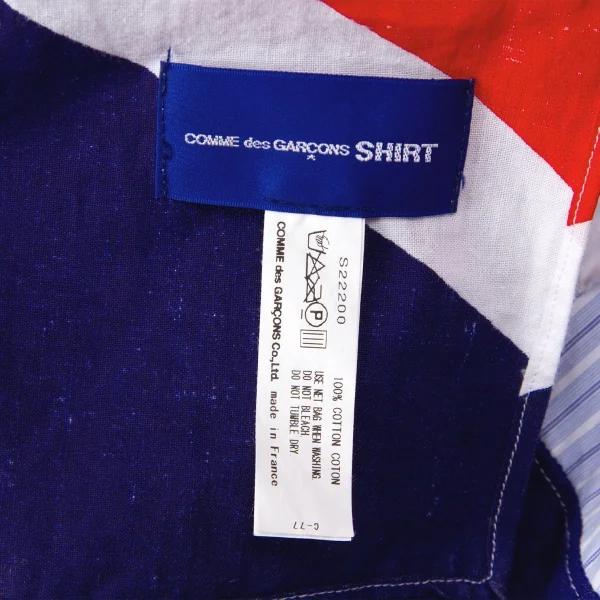 COMME des GARÇONS SHIRT
S22200
100% COTTON COTON
USE NET BAG WHEN WASHING.
DO NOT BLEACH
DO NOT TUMBLE DRY
P
COMME des GARÇONS Co.,Ltd. made in France
C-77